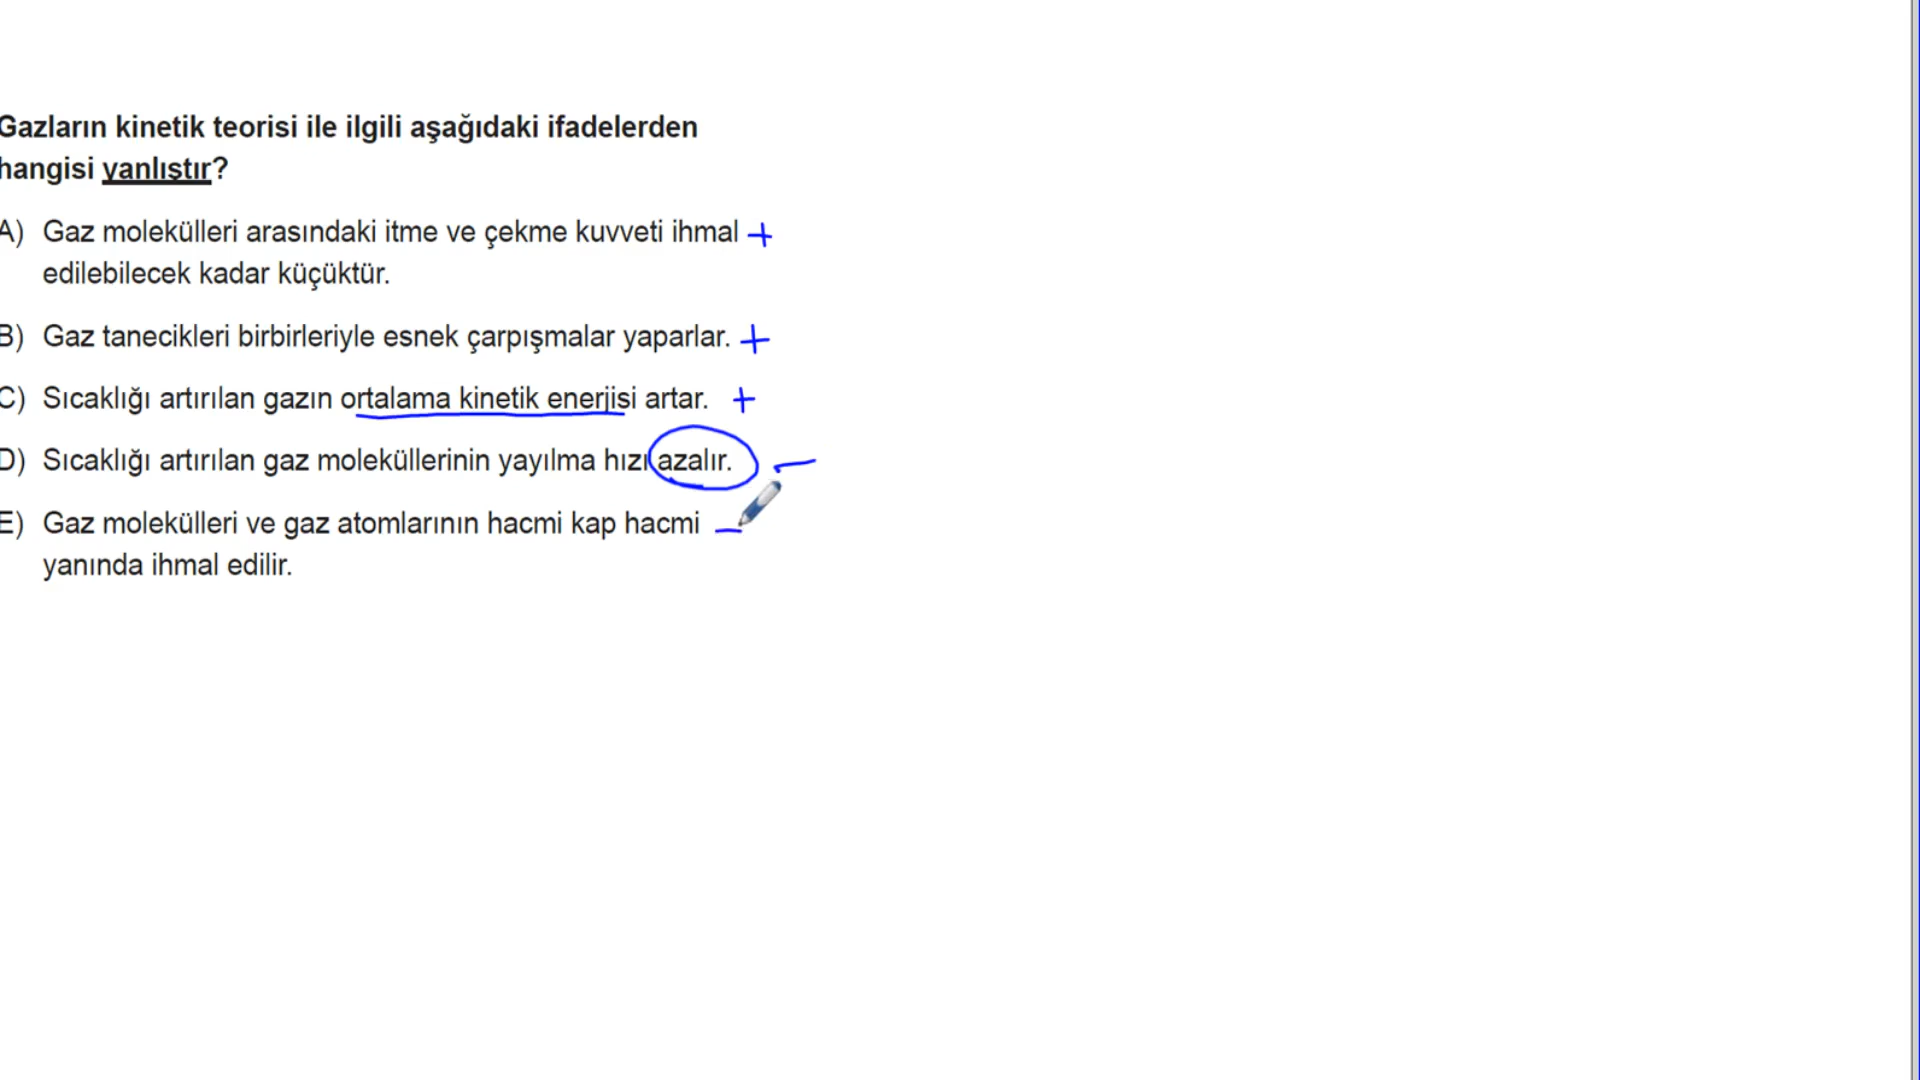 Gazların kinetik teorisi ile ilgili aşağıdaki ifadelerden
hangisi yanlıştır?
A) Gaz molekülleri arasındaki itme ve çekme kuvveti ihmal +
edilebilecek kadar küçüktür.
B) Gaz tanecikleri birbirleriyle esnek çarpışmalar yaparlar. +
C) Sıcaklığı artırılan gazın ortalama kinetik enerjisi artar. +
D) Sıcaklığı artırılan gaz moleküllerinin yayılma hızı azalır. -
E) Gaz molekülleri ve gaz atomlarının hacmi kap hacmi -
yanında ihmal edilir.